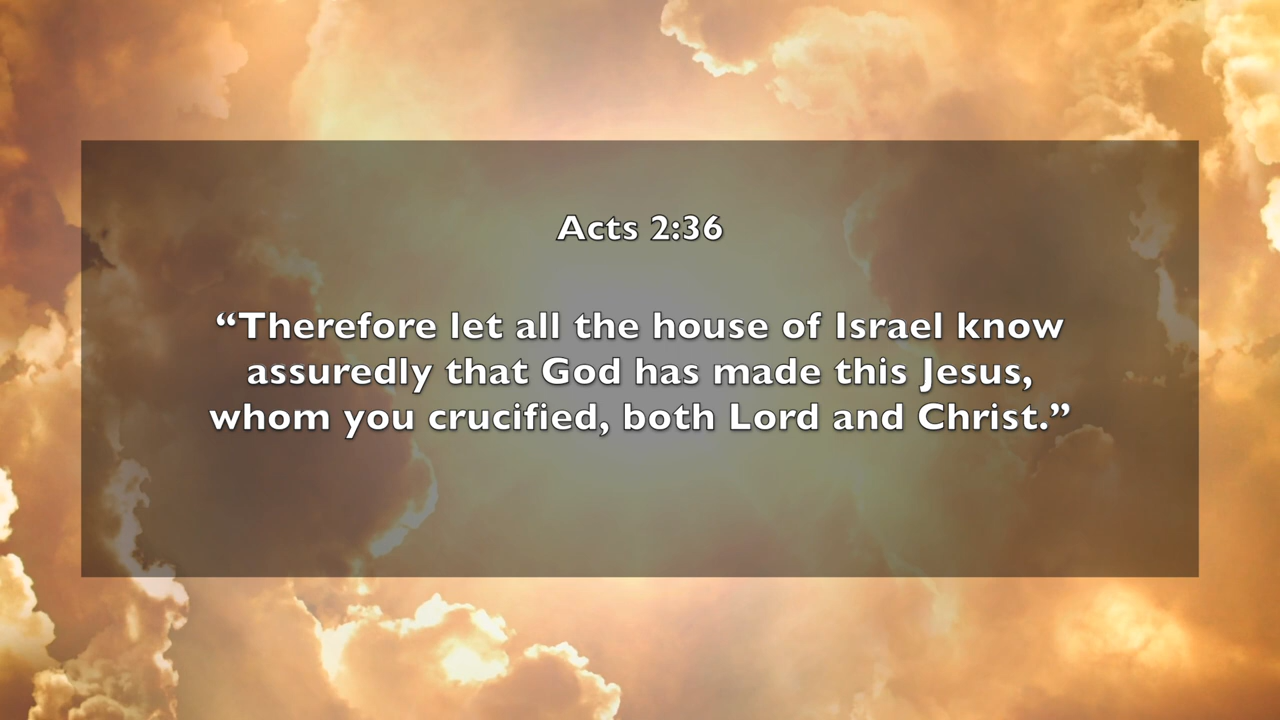 Acts 2:36
“Therefore let all the house of Israel know
assuredly that God has made this Jesus,
whom you crucified, both Lord and Christ.”